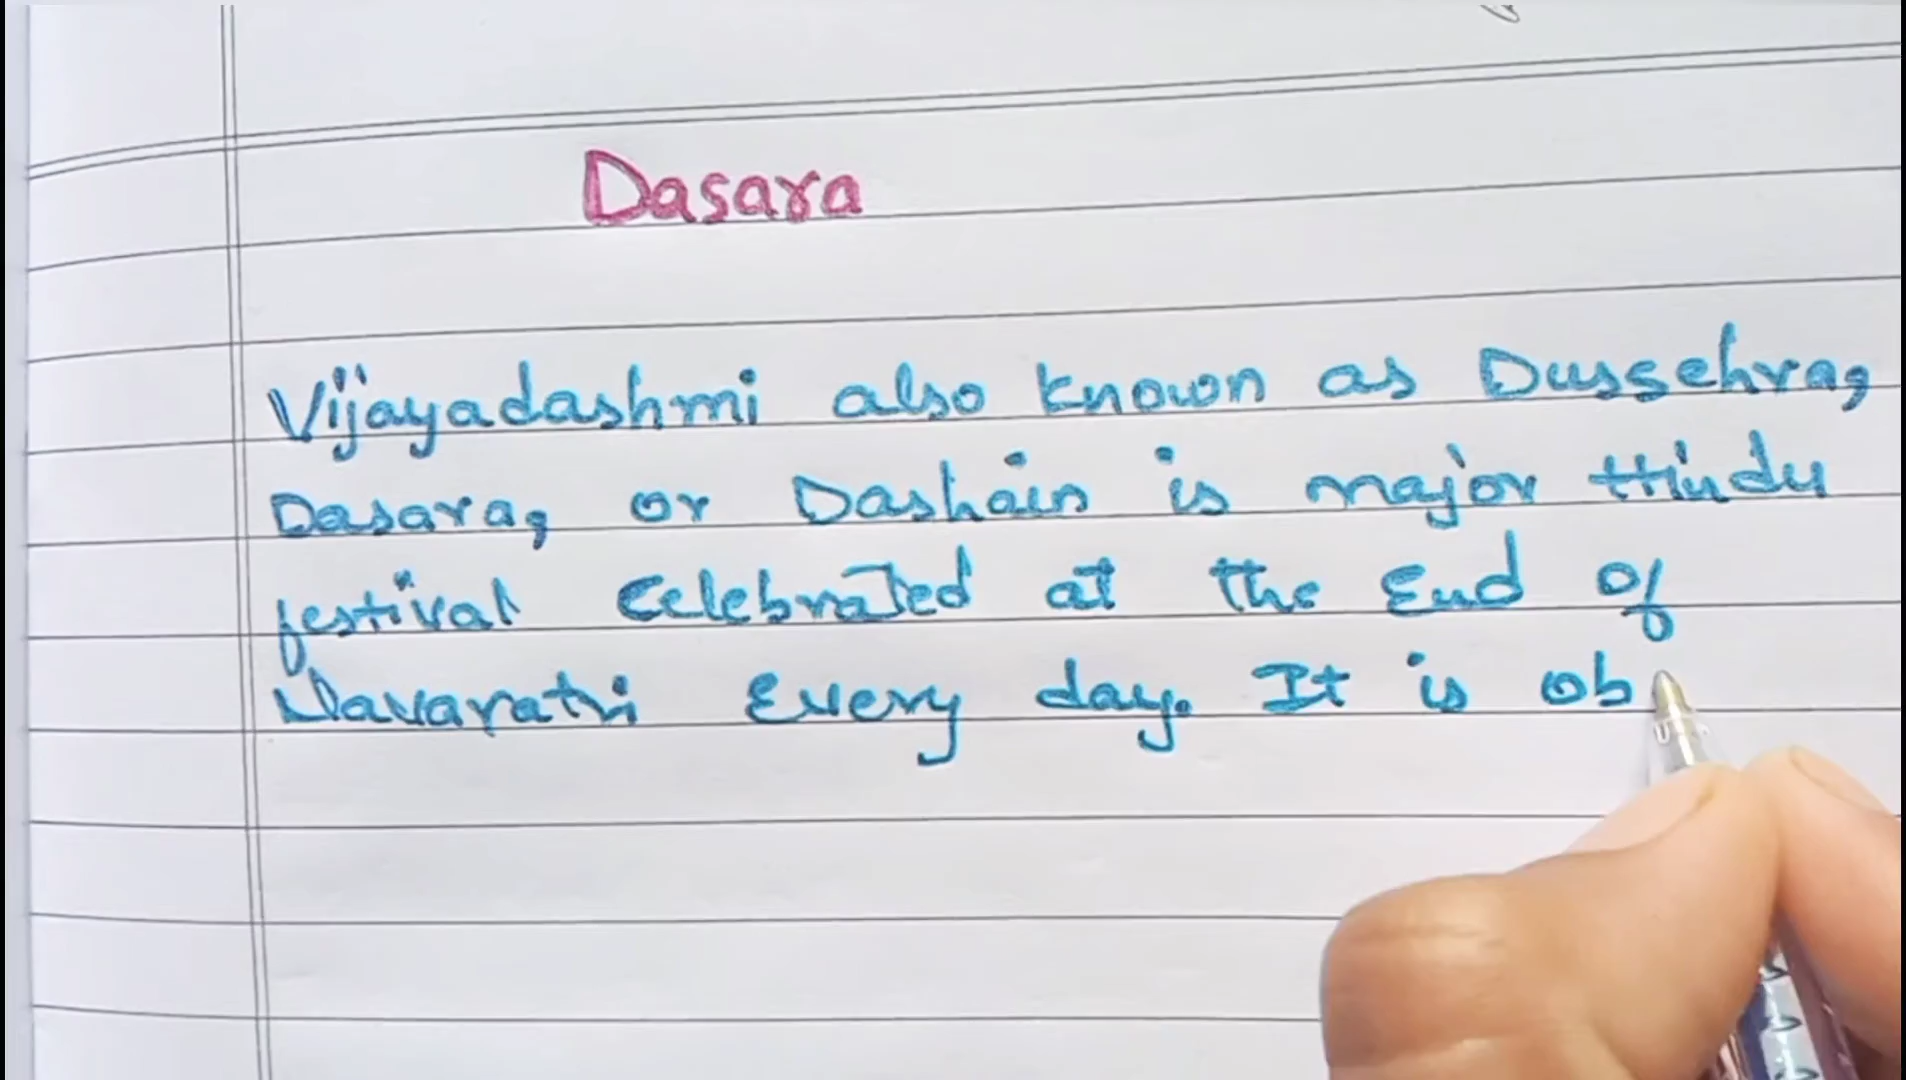 Dasara
Vijayadashmi also known as Dussehra,
Dasara, or Dashain is major Hindu
festival Celebrated at the End of
Navaratri Every day. It is ob